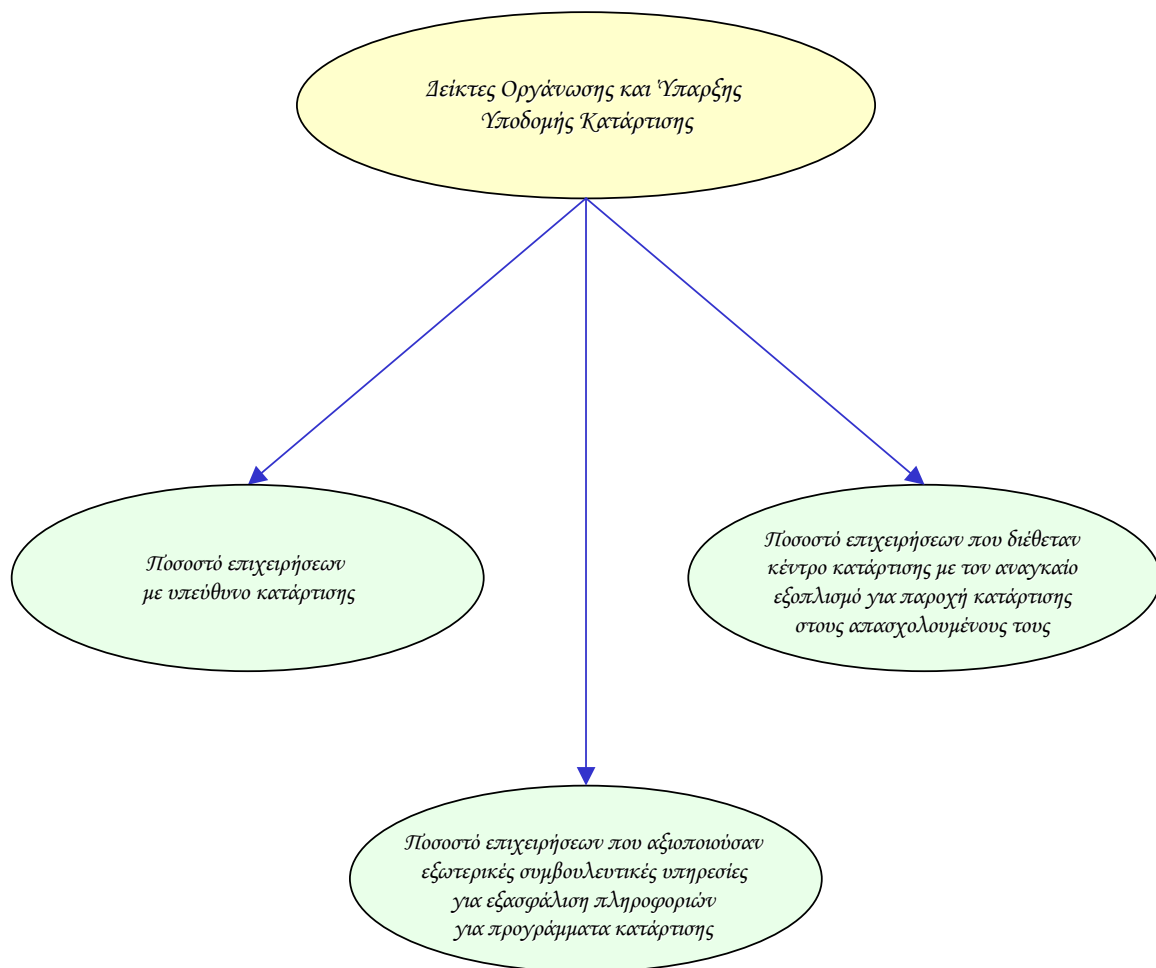 Δείκτες Οργάνωσης και Ύπαρξης
Υποδομής Κατάρτισης
Ποσοστό επιχειρήσεων
με υπεύθυνο κατάρτισης
Ποσοστό επιχειρήσεων που διέθεταν
κέντρο κατάρτισης με τον αναγκαίο
εξοπλισμό για παροχή κατάρτισης
στους απασχολουμένους τους
Ποσοστό επιχειρήσεων που αξιοποιούσαν
εξωτερικές συμβουλευτικές υπηρεσίες
για εξασφάλιση πληροφοριών
για προγράμματα κατάρτισης